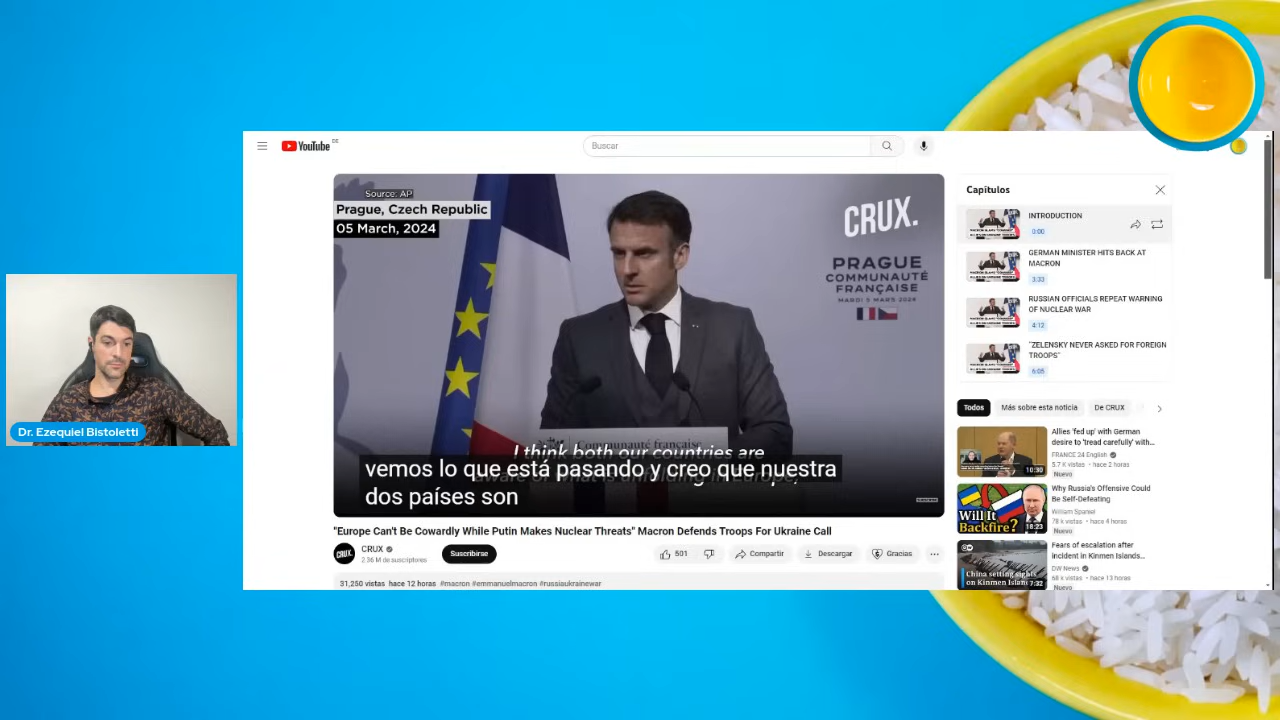 YouTube DE
Buscar
Source: AP
Prague, Czech Republic
05 March, 2024
CRUX.
PRAGUE
COMMUNAUTÉ
FRANÇAISE
MARDI 5 MARS 2024
Communauté française
I think both our countries are
aware of what is unfolding in Europe,
vemos lo que está pasando y creo que nuestra
dos países son
"Europe Can't Be Cowardly While Putin Makes Nuclear Threats" Macron Defends Troops For Ukraine Call
CRUX.
CRUX
2.36 M de suscriptores
Suscribirse
501
Compartir
Descargar
Gracias
31,250 vistas hace 12 horas #macron #emmanuelmacron #russiaukrainewar
Capítulos
INTRODUCTION
0:00
GERMAN MINISTER HITS BACK AT
MACRON
3:33
RUSSIAN OFFICIALS REPEAT WARNING
OF NUCLEAR WAR
4:12
"ZELENSKY NEVER ASKED FOR FOREIGN
TROOPS"
6:05
Todos
Más sobre esta noticia
De CRUX
Allies 'fed up' with German
desire to 'tread carefully' with...
FRANCE 24 English
5.7 K vistas • hace 2 horas
Nuevo
10:30
Why Russia's Offensive Could
Be Self-Defeating
William Spaniel
78 k vistas • hace 4 horas
Nuevo
Will It
Backfire?
18:23
Fears of escalation after
incident in Kinmen Islands...
DW News
68 k vistas • hace 13 horas
Nuevo
China setting sights
on Kinmen Islands
7:32
Dr. Ezequiel Bistoletti